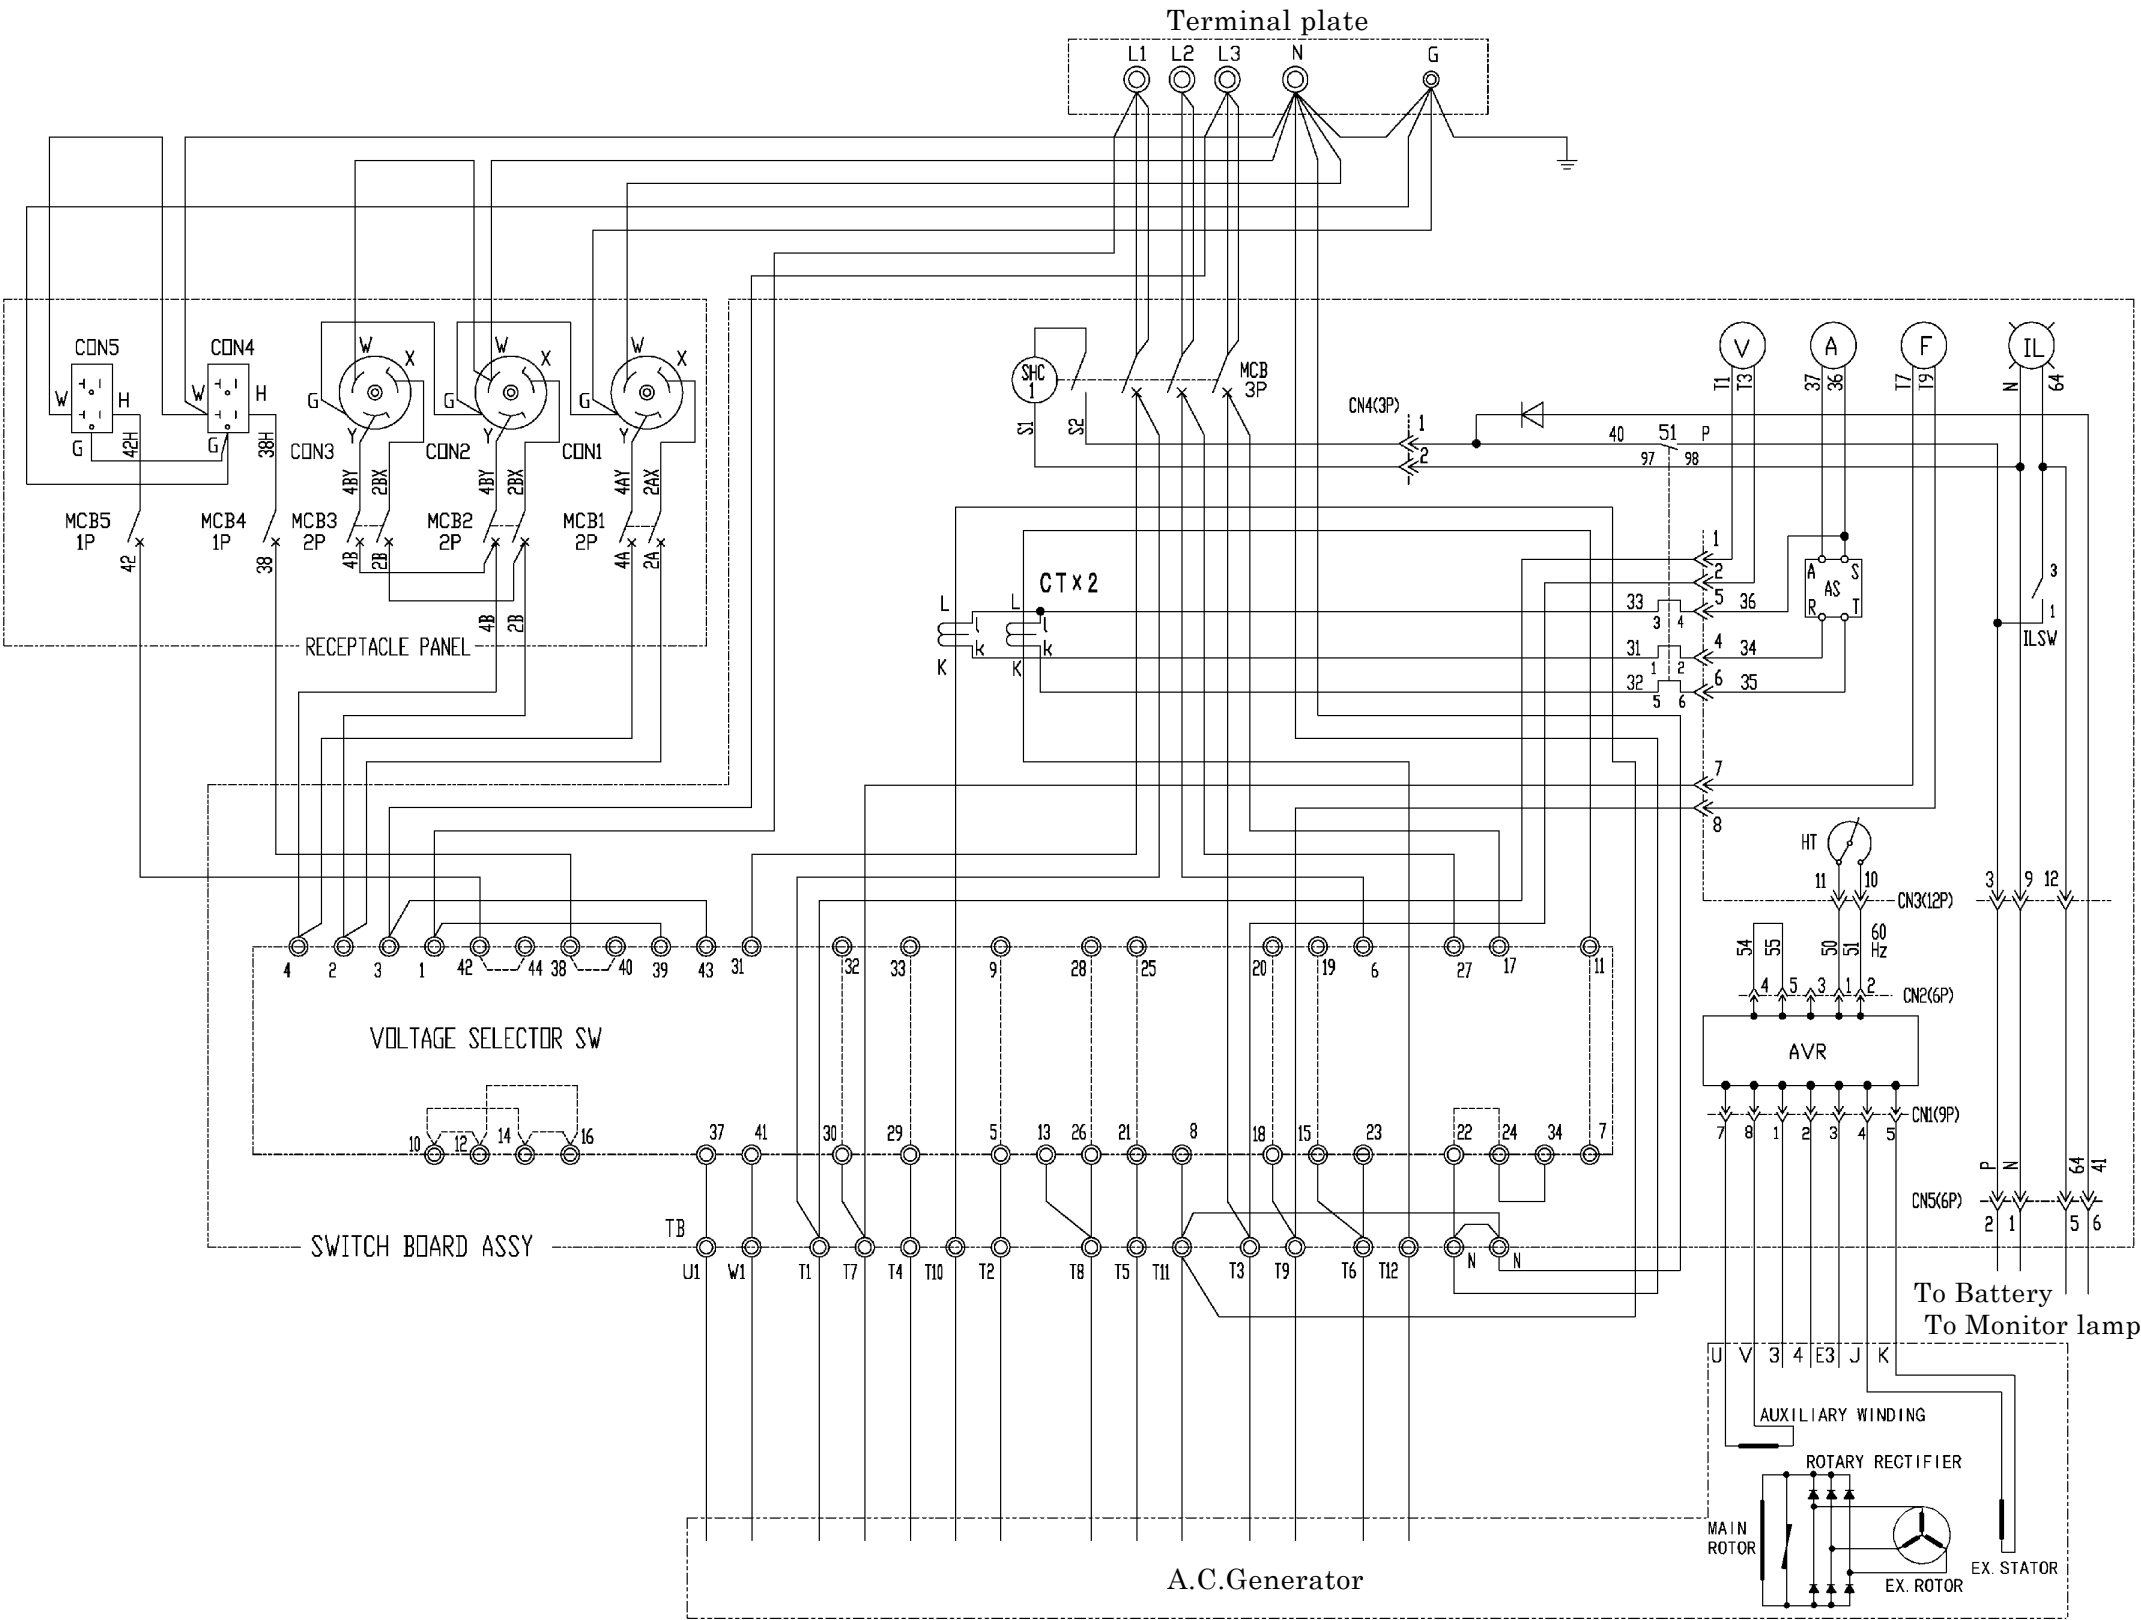 Terminal plate
L1 L2 L3 N G
CON5 CON4
W X W X W X
W H W H
G G G G G
Y Y Y
CON3 CON2 CON1
42H 38H 4BY 2BX 4BY 2BX 4AY 2AX
MCB5 1P
MCB4 1P
MCB3 2P
MCB2 2P
MCB1 2P
42 38 4B 2B 4A 2A
4B 2B
RECEPTACLE PANEL
SHC 1
MCB 3P
S1 S2
CN4(3P)
1
2
V A F IL
T1 T3 37 36 T7 T9 N 64
40 51 P
97 98
CT×2
L L
l l
k k
K K
1
2
33 5 36
3 4
31 4 34
1 2
32 6 35
5 6
A S
AS
R T
3
1
ILSW
7
8
HT
11 10
CN3(12P)
3 9 12
54 55 50 51 60 Hz
4 5 3 1 2
CN2(6P)
AVR
CN1(9P)
7 8 1 2 3 4 5
4 2 3 1 42 44 38 40 39 43 31 32 33 9 28 25 20 19 6 27 17 11
VOLTAGE SELECTOR SW
10 12 14 16 37 41 30 29 5 13 26 21 8 18 15 23 22 24 34 7
P N 64 41
CN5(6P)
2 1 5 6
TB
SWITCH BOARD ASSY
U1 W1 T1 T7 T4 T10 T2 T8 T5 T11 T3 T9 T6 T12 N N
To Battery
To Monitor lamp
U V 3 4 E3 J K
AUXILIARY WINDING
ROTARY RECTIFIER
MAIN
ROTOR
EX. ROTOR
EX. STATOR
A.C.Generator